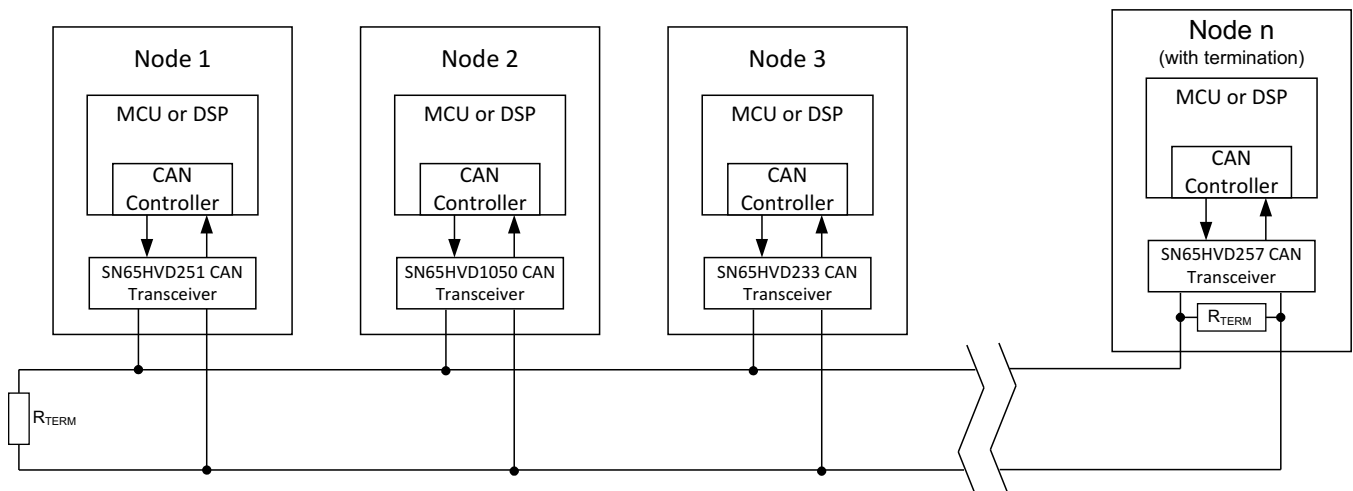 Node 1
MCU or DSP
CAN
Controller
SN65HVD251 CAN
Transceiver
Node 2
MCU or DSP
CAN
Controller
SN65HVD1050 CAN
Transceiver
Node 3
MCU or DSP
CAN
Controller
SN65HVD233 CAN
Transceiver
Node n
(with termination)
MCU or DSP
CAN
Controller
SN65HVD257 CAN
Transceiver
RTERM
RTERM